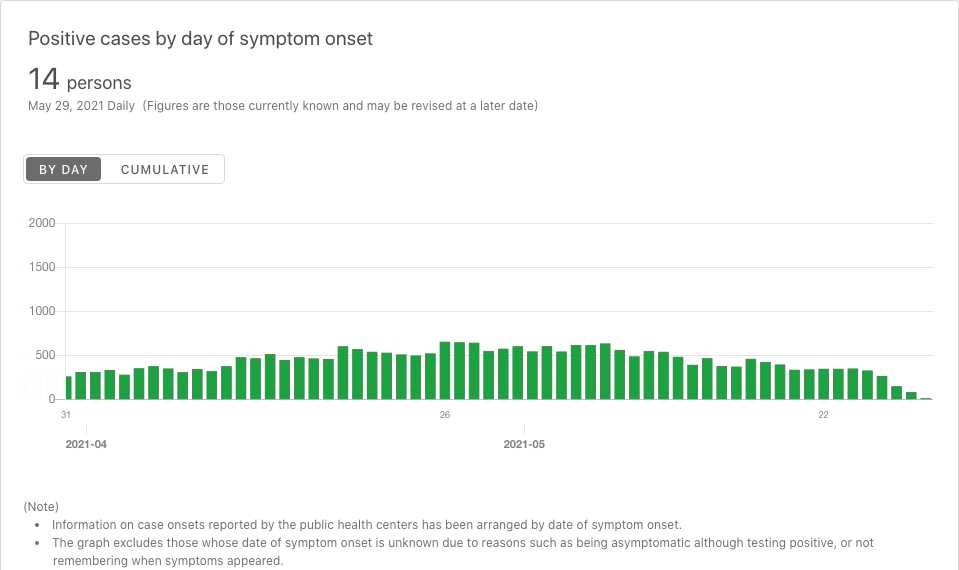 Positive cases by day of symptom onset
14 persons
May 29, 2021 Daily (Figures are those currently known and may be revised at a later date)
BY DAY CUMULATIVE
2000
1500
1000
500
0
31 26 22
2021-04 2021-05
(Note)
• Information on case onsets reported by the public health centers has been arranged by date of symptom onset.
• The graph excludes those whose date of symptom onset is unknown due to reasons such as being asymptomatic although testing positive, or not
remembering when symptoms appeared.